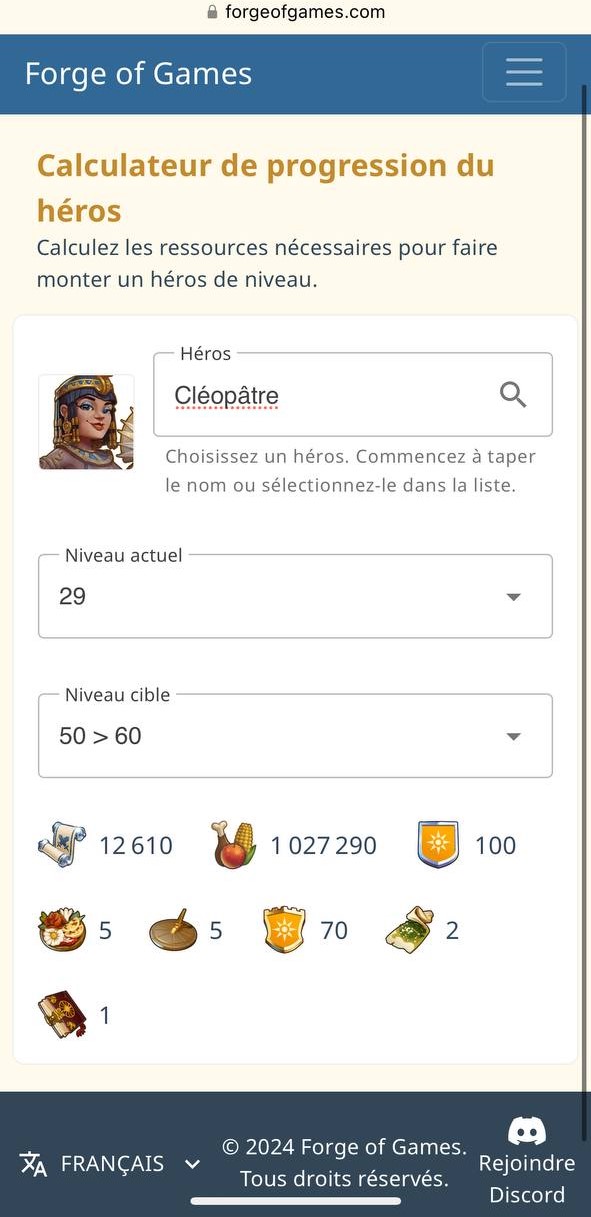 forgeofgames.com
Forge of Games
Calculateur de progression du
héros
Calculez les ressources nécessaires pour faire
monter un héros de niveau.
Héros
Cléopâtre
Choisissez un héros. Commencez à taper
le nom ou sélectionnez-le dans la liste.
Niveau actuel
29
Niveau cible
50 > 60
12 610 1 027 290 100
5 5 70 2
1
FRANÇAIS
© 2024 Forge of Games.
Tous droits réservés.
Rejoindre
Discord